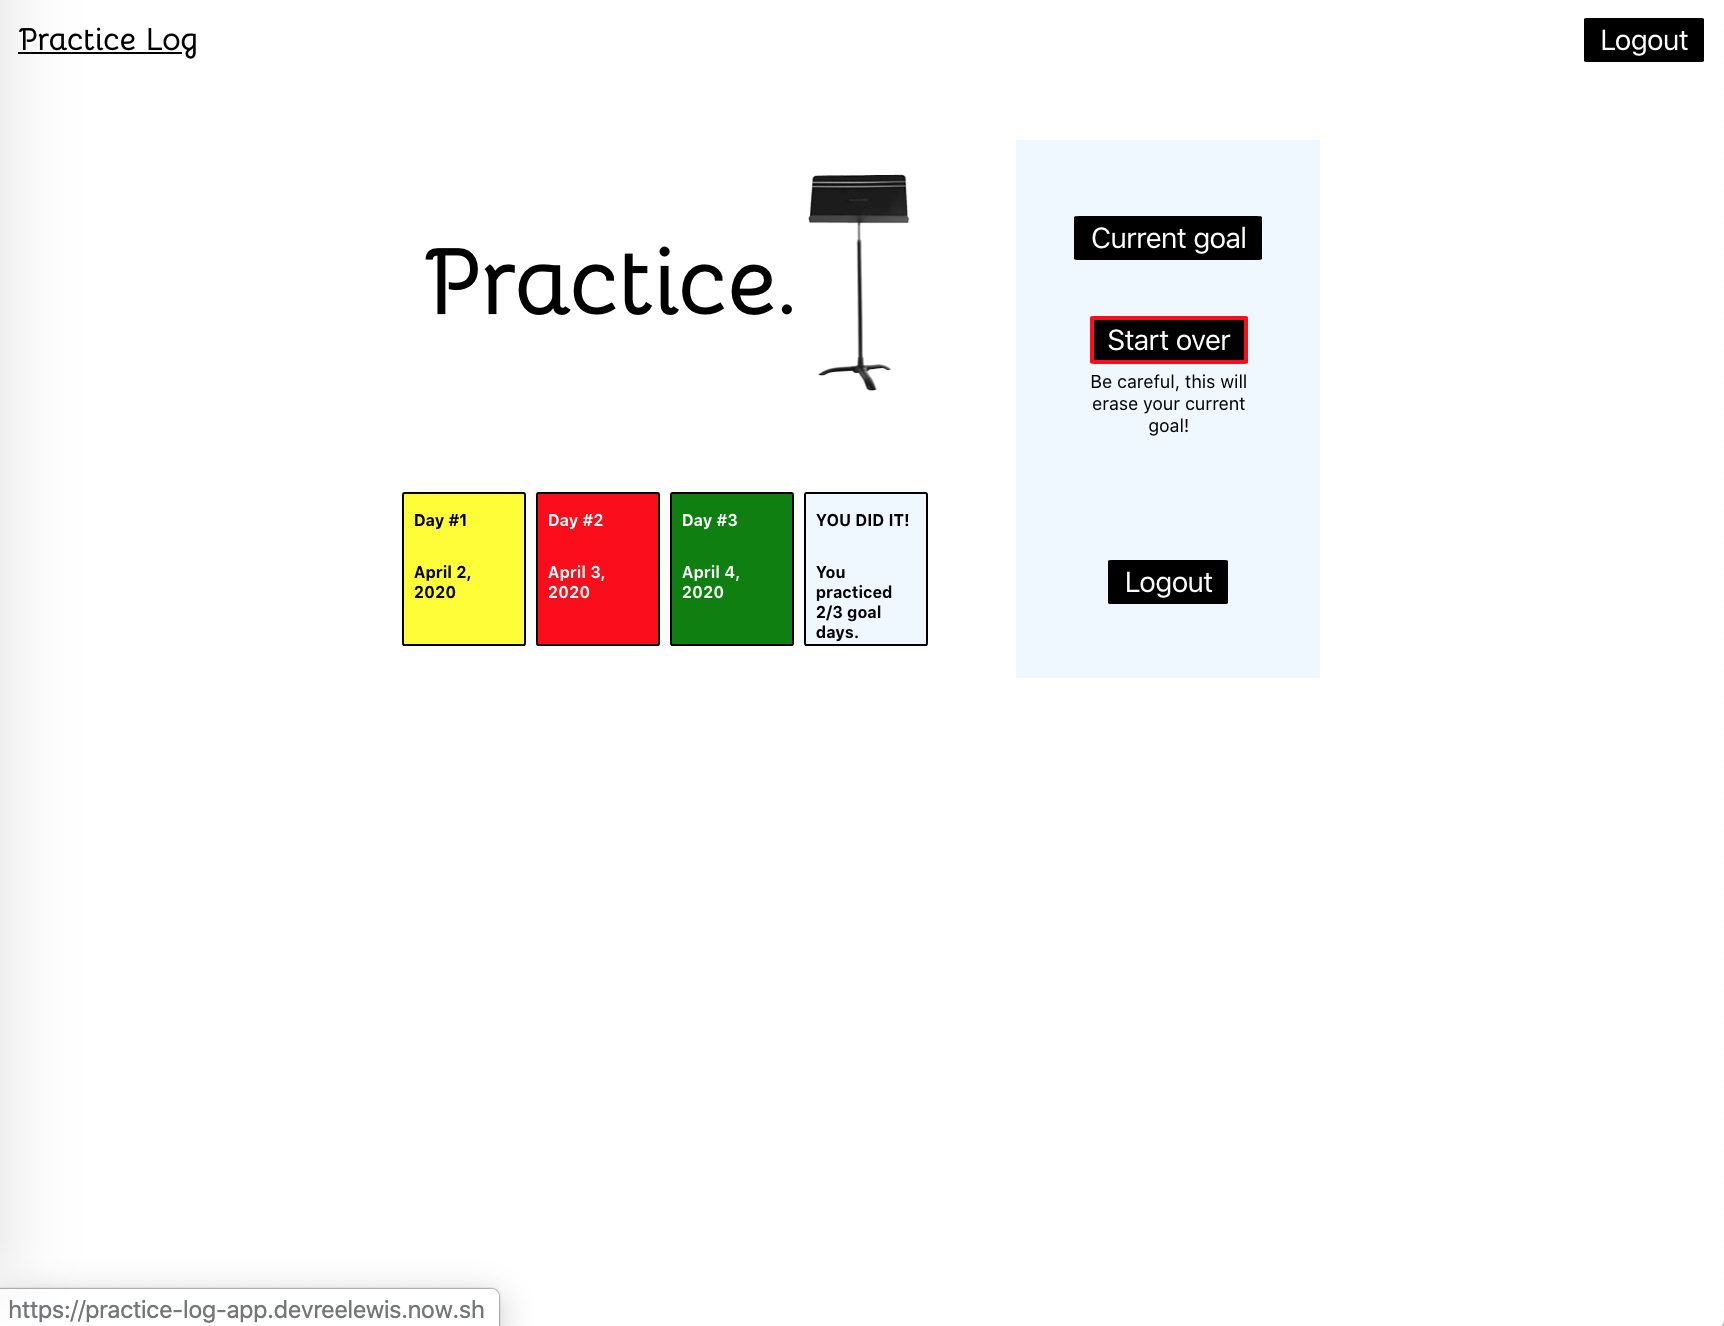 Practice Log
Logout
Practice.
Current goal
Start over
Be careful, this will
erase your current
goal!
Logout
Day #1
April 2,
2020
Day #2
April 3,
2020
Day #3
April 4,
2020
YOU DID IT!
You
practiced
2/3 goal
days.
https://practice-log-app.devreelewis.now.sh